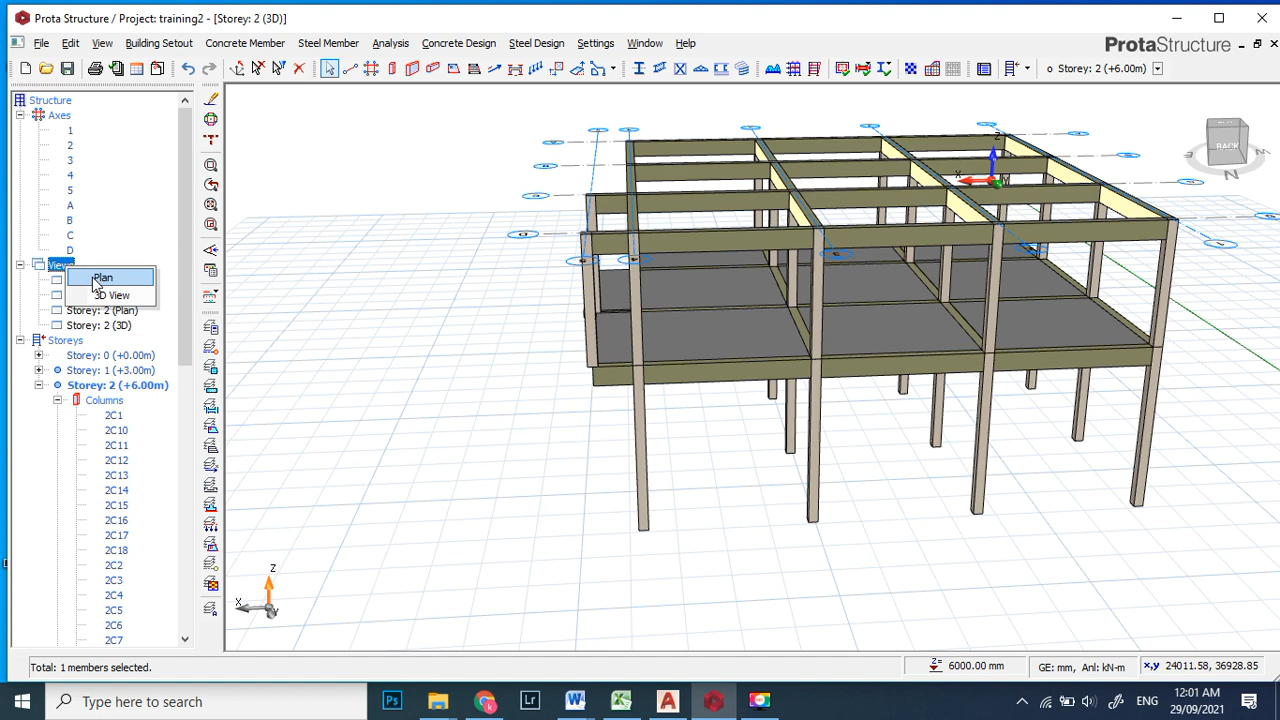 Prota Structure / Project: training2 - [Storey: 2 (3D)]
File Edit View Building Setout Concrete Member Steel Member Analysis Concrete Design Steel Design Settings Window Help
ProtaStructure
Storey: 2 (+6.00m)
Structure
Axes
1
2
3
4
5
A
B
C
D
Plan
3D View
Storey: 2 (Plan)
Storey: 2 (3D)
Storeys
Storey: 0 (+0.00m)
Storey: 1 (+3.00m)
Storey: 2 (+6.00m)
Columns
2C1
2C10
2C11
2C12
2C13
2C14
2C15
2C16
2C17
2C18
2C2
2C3
2C4
2C5
2C6
2C7
BACK
N
Z
X
Z
X
Y
Total: 1 members selected.
Z= 6000.00 mm
GE: mm, Anl: kN-m
x,y 24011.58, 36928.85
Type here to search
Ps
Lr
ENG
12:01 AM
29/09/2021